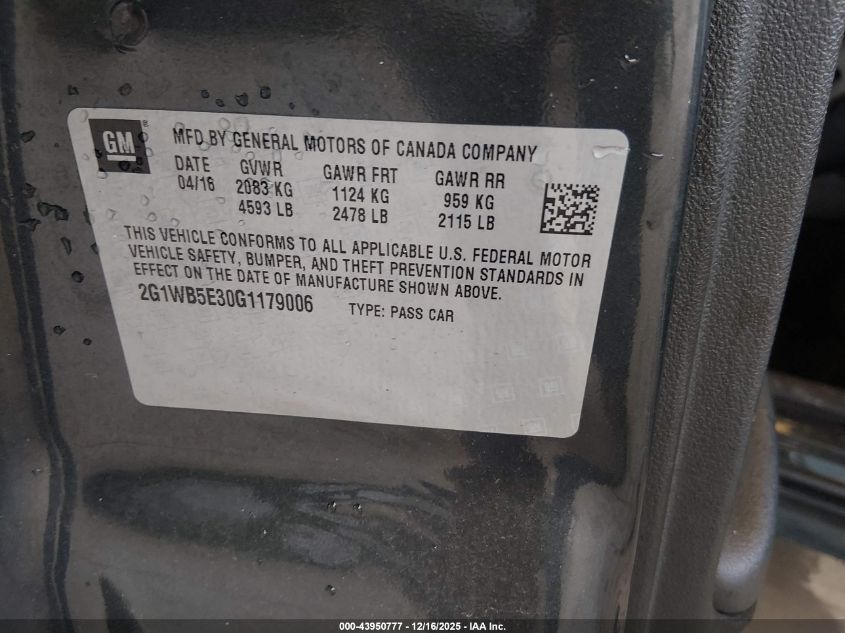 GM ®
MFD BY GENERAL MOTORS OF CANADA COMPANY
DATE GVWR GAWR FRT GAWR RR
04/16 2083 KG 1124 KG 959 KG
4593 LB 2478 LB 2115 LB
THIS VEHICLE CONFORMS TO ALL APPLICABLE U.S. FEDERAL MOTOR
VEHICLE SAFETY, BUMPER, AND THEFT PREVENTION STANDARDS IN
EFFECT ON THE DATE OF MANUFACTURE SHOWN ABOVE.
2G1WB5E30G1179006 TYPE: PASS CAR
000-43950777 - 12/16/2025 - IAA Inc.